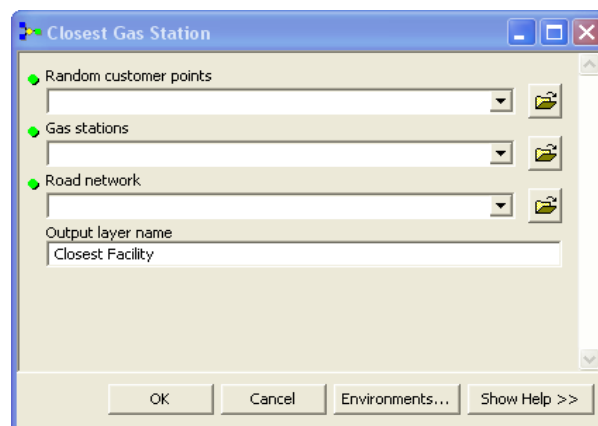 Closest Gas Station
Random customer points
Gas stations
Road network
Output layer name
Closest Facility
OK Cancel Environments... Show Help >>